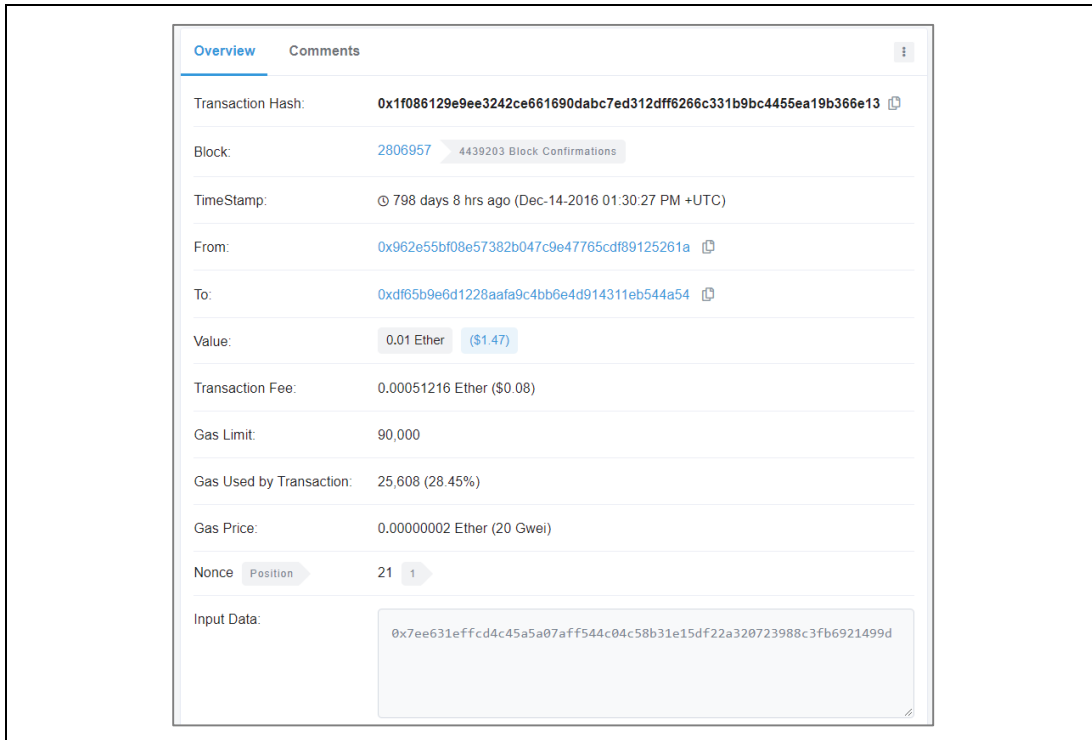 Overview Comments
Transaction Hash: 0x1f086129e9ee3242ce661690dabc7ed312dff6266c331b9bc4455ea19b366e13
Block: 2806957 4439203 Block Confirmations
TimeStamp: 798 days 8 hrs ago (Dec-14-2016 01:30:27 PM +UTC)
From: 0x962e55bf08e57382b047c9e47765cdf89125261a
To: 0xdf65b9e6d1228aafa9c4bb6e4d914311eb544a54
Value: 0.01 Ether ($1.47)
Transaction Fee: 0.00051216 Ether ($0.08)
Gas Limit: 90,000
Gas Used by Transaction: 25,608 (28.45%)
Gas Price: 0.00000002 Ether (20 Gwei)
Nonce Position 21 1
Input Data: 0x7ee631effcd4c45a5a07aff544c04c58b31e15df22a320723988c3fb6921499d